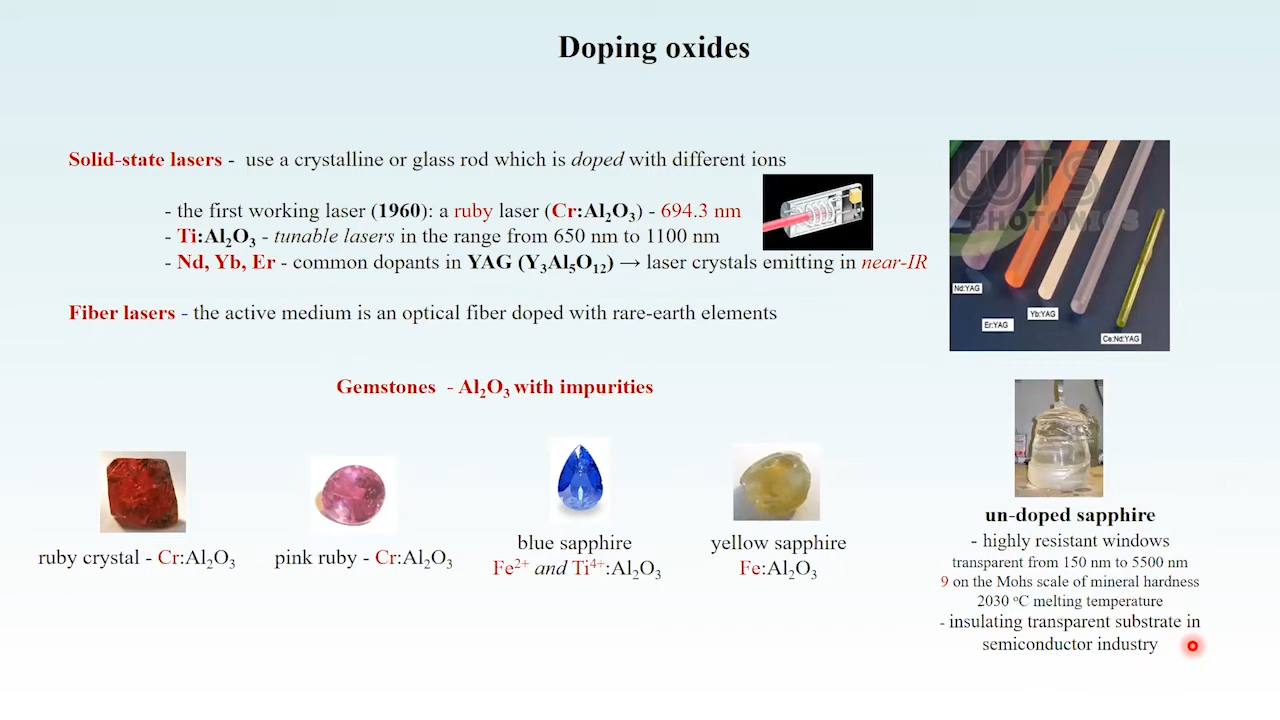 Doping oxides
Solid-state lasers - use a crystalline or glass rod which is doped with different ions
- the first working laser (1960): a ruby laser (Cr:Al₂O₃) - 694.3 nm
- Ti:Al₂O₃ - tunable lasers in the range from 650 nm to 1100 nm
- Nd, Yb, Er - common dopants in YAG (Y₃Al₅O₁₂) → laser crystals emitting in near-IR
Fiber lasers - the active medium is an optical fiber doped with rare-earth elements
WTS
PHOTONICS
Nd:YAG
Er:YAG
Yb:YAG
Ce:Nd:YAG
Gemstones - Al₂O₃ with impurities
ruby crystal - Cr:Al₂O₃
pink ruby - Cr:Al₂O₃
blue sapphire
Fe²⁺ and Ti⁴⁺:Al₂O₃
yellow sapphire
Fe:Al₂O₃
un-doped sapphire
- highly resistant windows
transparent from 150 nm to 5500 nm
9 on the Mohs scale of mineral hardness
2030 ᵒC melting temperature
- insulating transparent substrate in
semiconductor industry